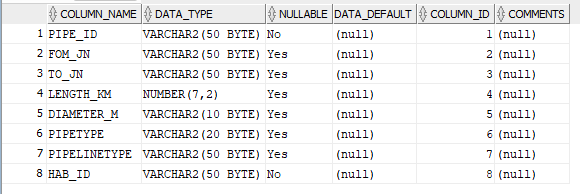 COLUMN_NAME DATA_TYPE NULLABLE DATA_DEFAULT COLUMN_ID COMMENTS
1 PIPE_ID VARCHAR2(50 BYTE) No (null) 1 (null)
2 FOM_JN VARCHAR2(50 BYTE) Yes (null) 2 (null)
3 TO_JN VARCHAR2(50 BYTE) Yes (null) 3 (null)
4 LENGTH_KM NUMBER(7,2) Yes (null) 4 (null)
5 DIAMETER_M VARCHAR2(10 BYTE) Yes (null) 5 (null)
6 PIPETYPE VARCHAR2(20 BYTE) Yes (null) 6 (null)
7 PIPELINETYPE VARCHAR2(50 BYTE) Yes (null) 7 (null)
8 HAB_ID VARCHAR2(50 BYTE) No (null) 8 (null)